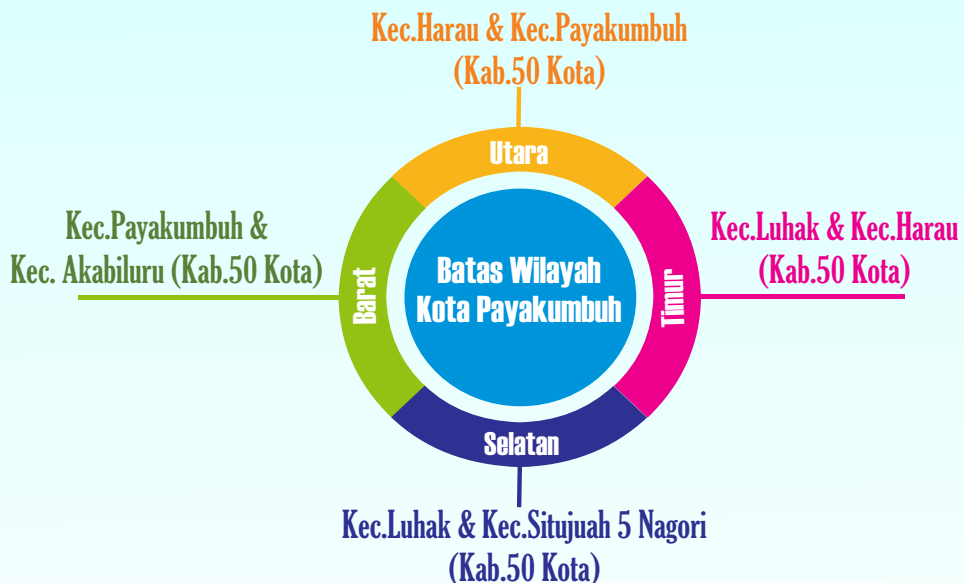 Kec.Harau & Kec.Payakumbuh
(Kab.50 Kota)
Utara
Kec.Payakumbuh &
Kec. Akabiluru (Kab.50 Kota)
Barat
Batas Wilayah
Kota Payakumbuh
Timur
Kec.Luhak & Kec.Harau
(Kab.50 Kota)
Selatan
Kec.Luhak & Kec.Situjuah 5 Nagori
(Kab.50 Kota)